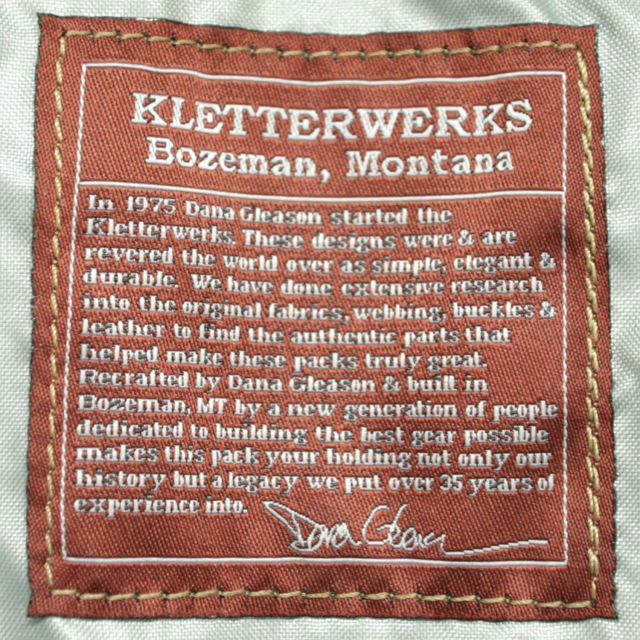 KLETTERWERKS
Bozeman, Montana
In 1975 Dana Gleason started the
Kletterwerks. These designs were & are
revered the world over as simple, elegant &
durable. We have done extensive research
into the original fabrics, webbing, buckles &
leather to find the authentic parts that
helped make these packs truly great.
Recrafted by Dana Gleason & built in
Bozeman, MT by a new generation of people
dedicated to building the best gear possible
makes this pack your holding not only our
history but a legacy we put over 35 years of
experience into.
Dana Gleason